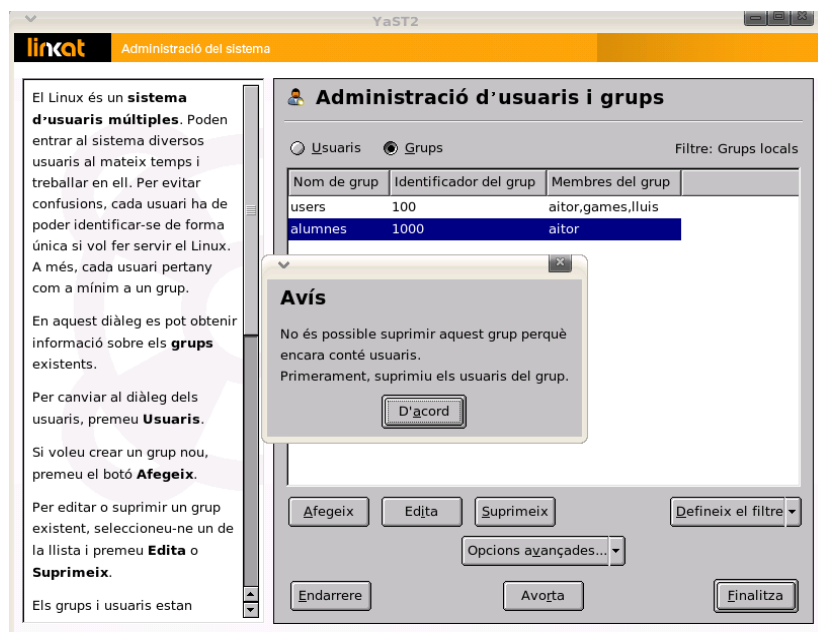 YaST2
linkat
Administració del sistema
El Linux és un sistema
d'usuaris múltiples. Poden
entrar al sistema diversos
usuaris al mateix temps i
treballar en ell. Per evitar
confusions, cada usuari ha de
poder identificar-se de forma
única si vol fer servir el Linux.
A més, cada usuari pertany
com a mínim a un grup.
En aquest diàleg es pot obtenir
informació sobre els grups
existents.
Per canviar al diàleg dels
usuaris, premeu Usuaris.
Si voleu crear un grup nou,
premeu el botó Afegeix.
Per editar o suprimir un grup
existent, seleccioneu-ne un de
la llista i premeu Edita o
Suprimeix.
Els grups i usuaris estan
Administració d'usuaris i grups
Usuaris Grups Filtre: Grups locals
Nom de grup Identificador del grup Membres del grup
users 100 aitor,games,lluis
alumnes 1000 aitor
Avís
No és possible suprimir aquest grup perquè
encara conté usuaris.
Primerament, suprimiu els usuaris del grup.
D'acord
Afegeix Edita Suprimeix Defineix el filtre
Opcions avançades...
Endarrere Avorta Finalitza